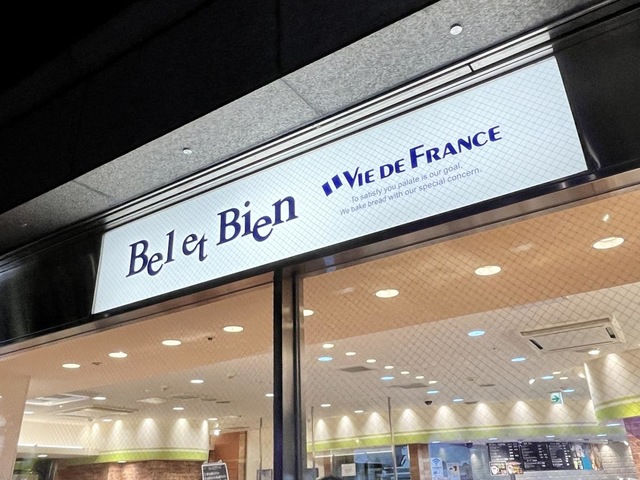 Bel et Bien
VIE DE FRANCE
To satisfy you palate is our goal.
We bake bread with our special concern.